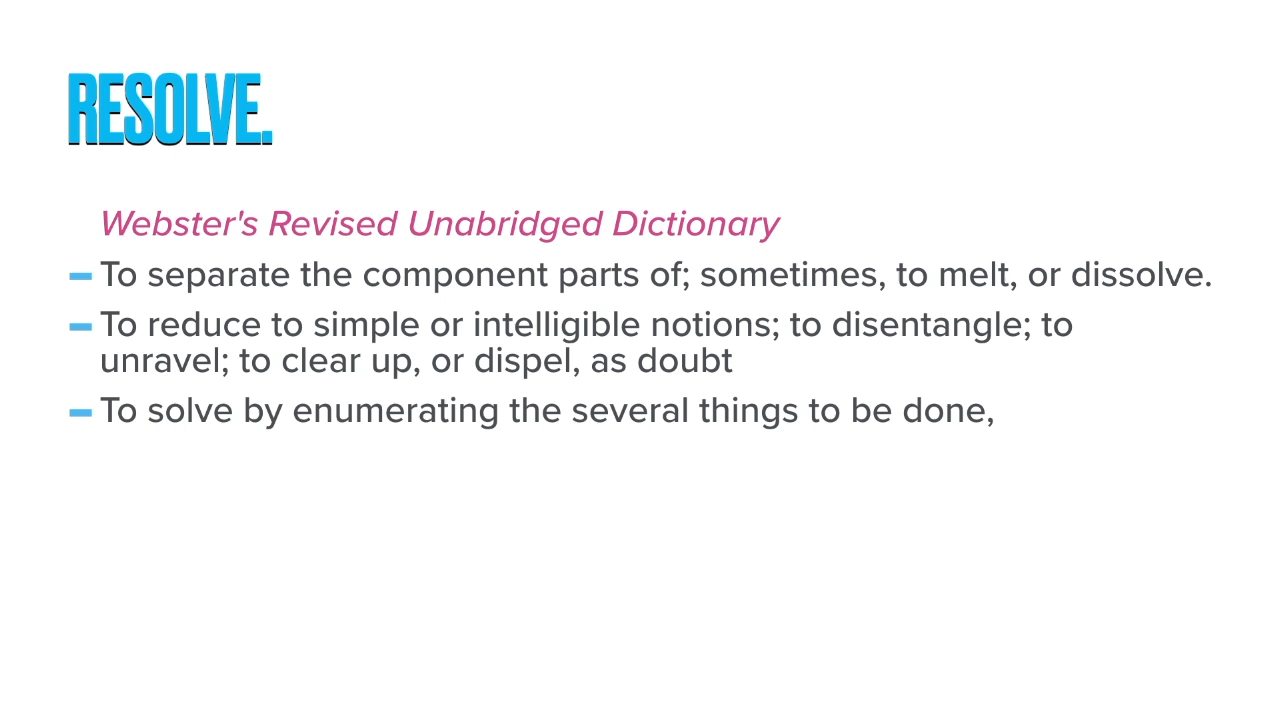 RESOLVE.
Webster's Revised Unabridged Dictionary
To separate the component parts of; sometimes, to melt, or dissolve.
To reduce to simple or intelligible notions; to disentangle; to
unravel; to clear up, or dispel, as doubt
To solve by enumerating the several things to be done,